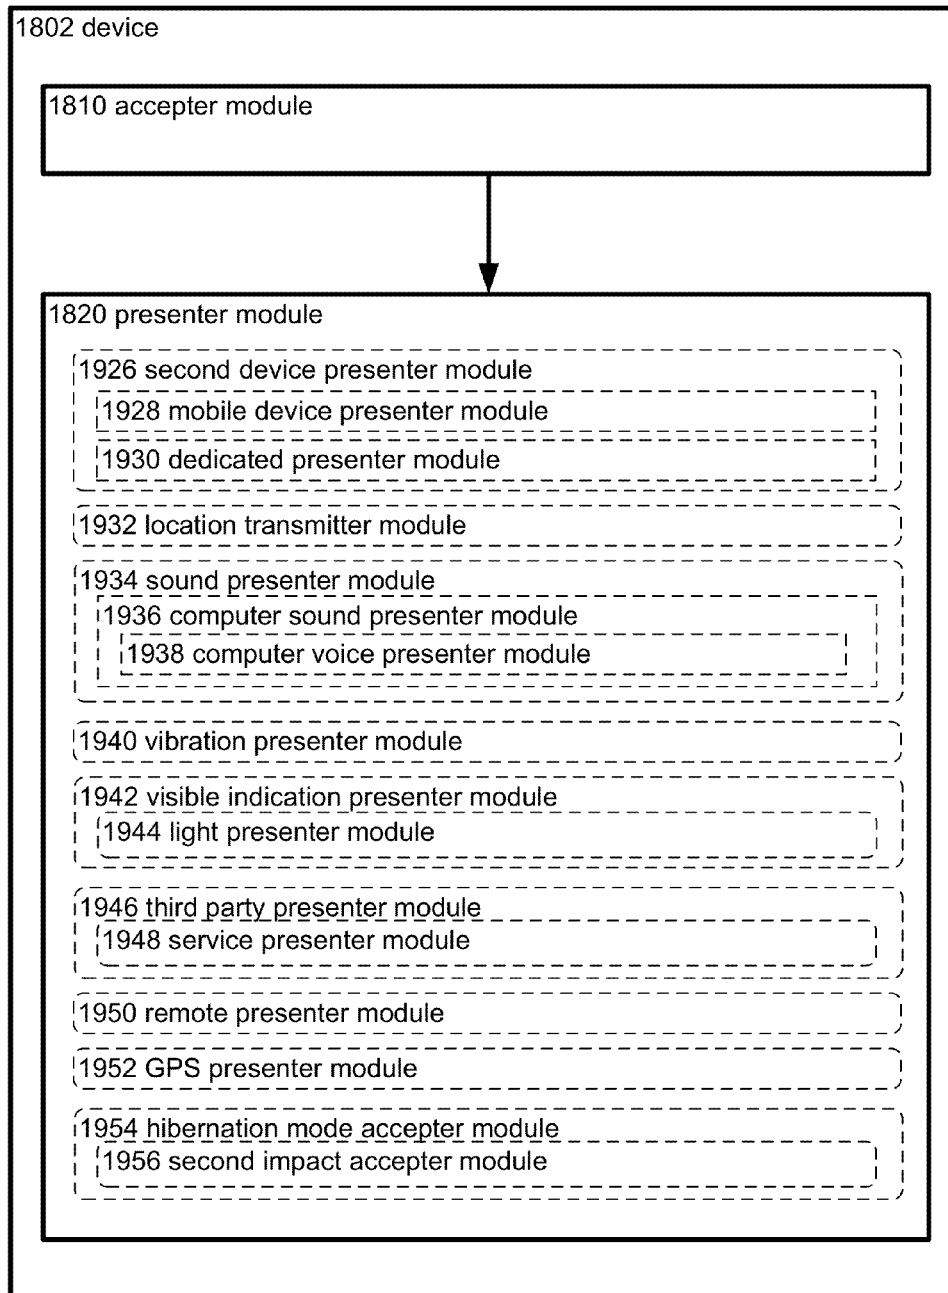 1802 device
1810 accepter module
1820 presenter module
1926 second device presenter module
1928 mobile device presenter module
1930 dedicated presenter module
1932 location transmitter module
1934 sound presenter module
1936 computer sound presenter module
1938 computer voice presenter module
1940 vibration presenter module
1942 visible indication presenter module
1944 light presenter module
1946 third party presenter module
1948 service presenter module
1950 remote presenter module
1952 GPS presenter module
1954 hibernation mode accepter module
1956 second impact accepter module